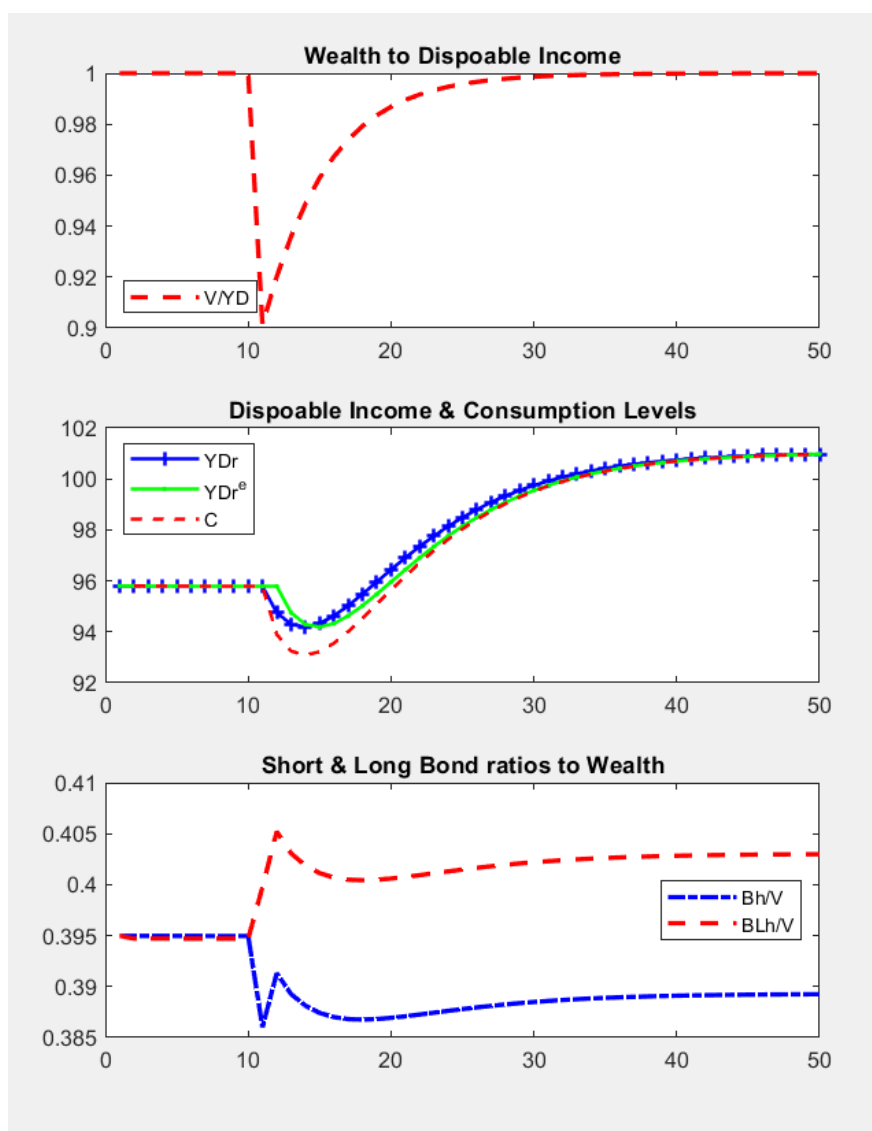 Wealth to Dispoable Income
1
0.98
0.96
0.94
0.92
0.9
V/YD
0 10 20 30 40 50
Dispoable Income & Consumption Levels
102
100
98
96
94
92
YDr
YDr^e
C
0 10 20 30 40 50
Short & Long Bond ratios to Wealth
0.41
0.405
0.4
0.395
0.39
0.385
Bh/V
BLh/V
0 10 20 30 40 50